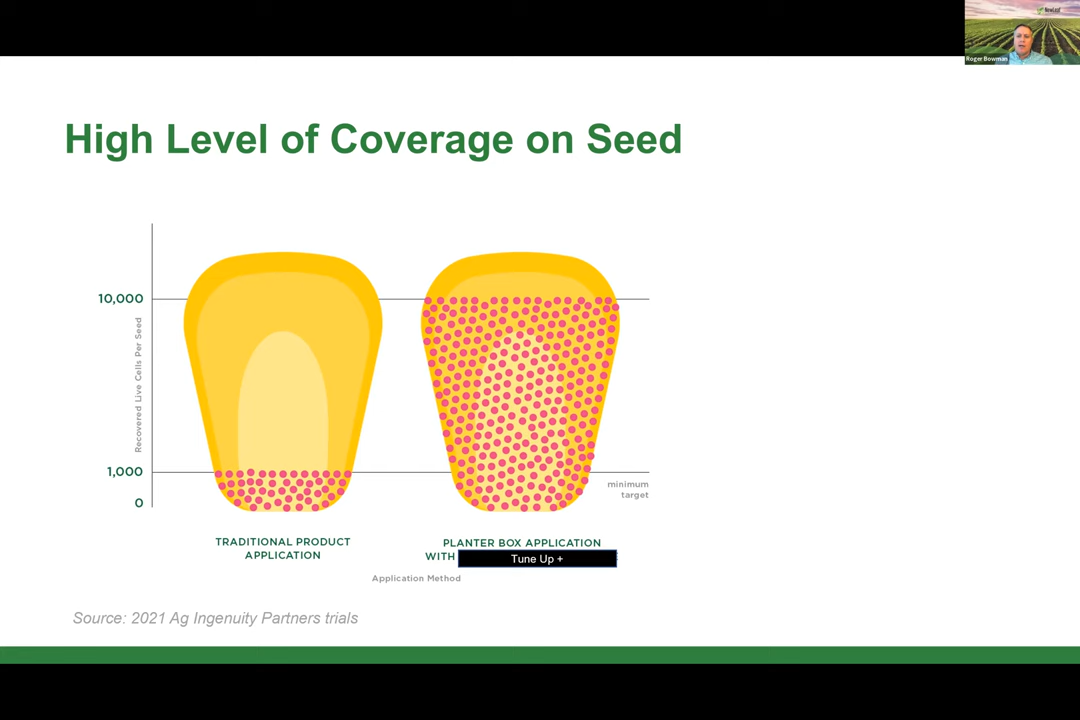 Roger Bowman
High Level of Coverage on Seed
10,000
Recovered Live Cells Per Seed
1,000
0
minimum
target
TRADITIONAL PRODUCT
APPLICATION
PLANTER BOX APPLICATION
WITH Tune Up +
Application Method
Source: 2021 Ag Ingenuity Partners trials